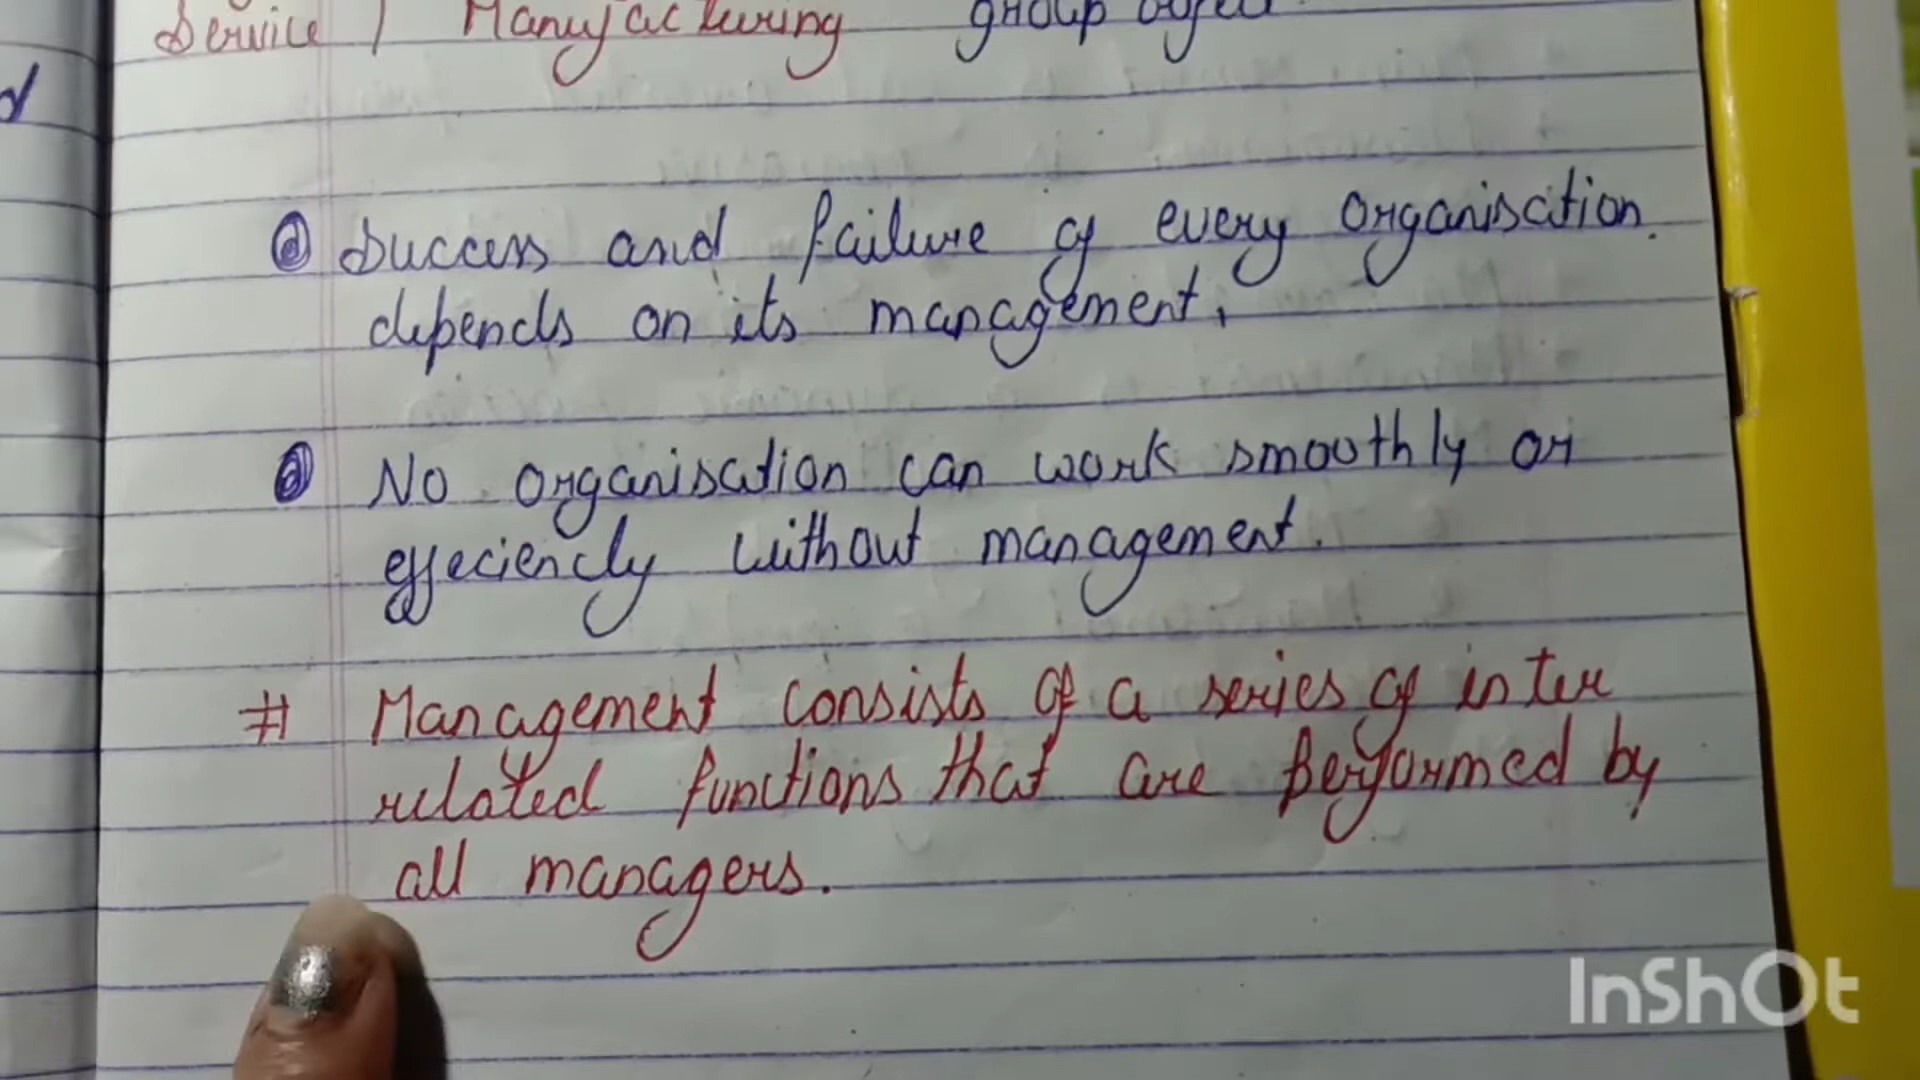 Service / Manufacturing group
Success and failure of every organisation.
depends on its management.
No organisation can work smoothly or
effeciencly without management.
# Management consists of a series of inter
related functions that are performed by
all managers.
InShOt